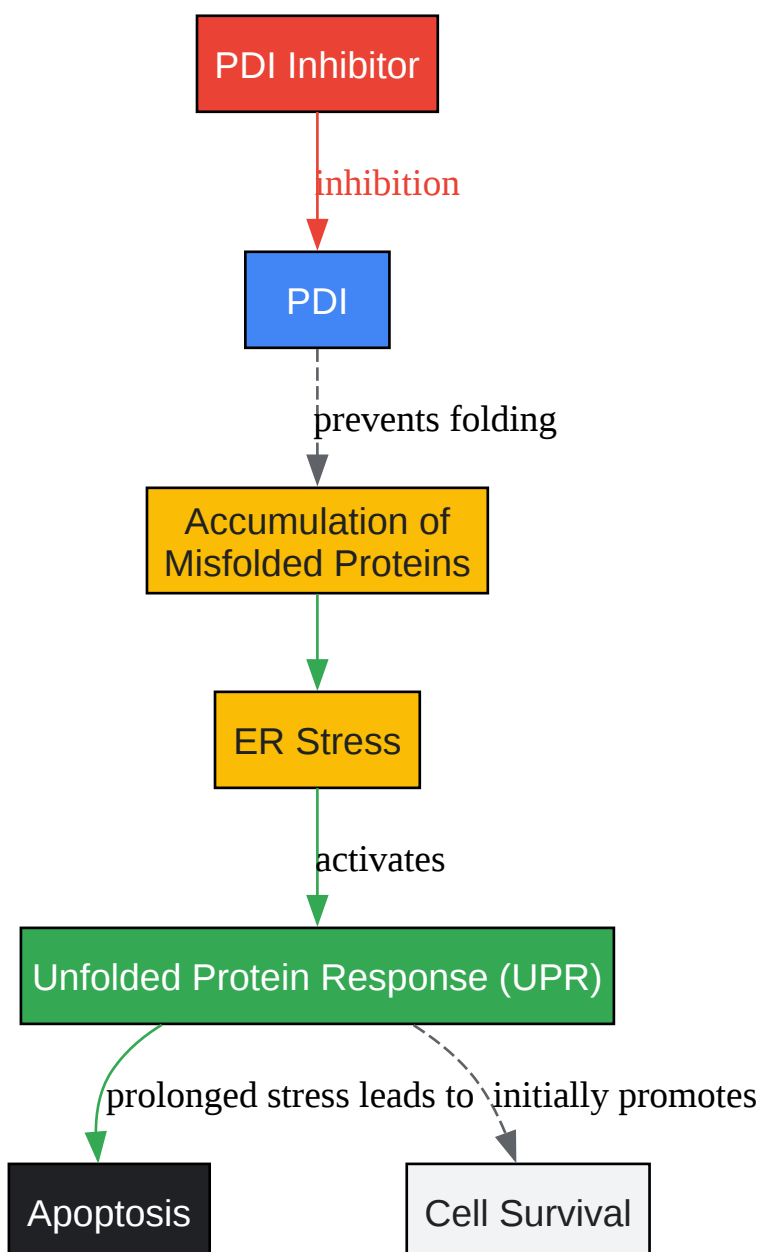 PDI Inhibitor
inhibition
PDI
prevents folding
Accumulation of
Misfolded Proteins
ER Stress
activates
Unfolded Protein Response (UPR)
prolonged stress leads to
initially promotes
Apoptosis
Cell Survival